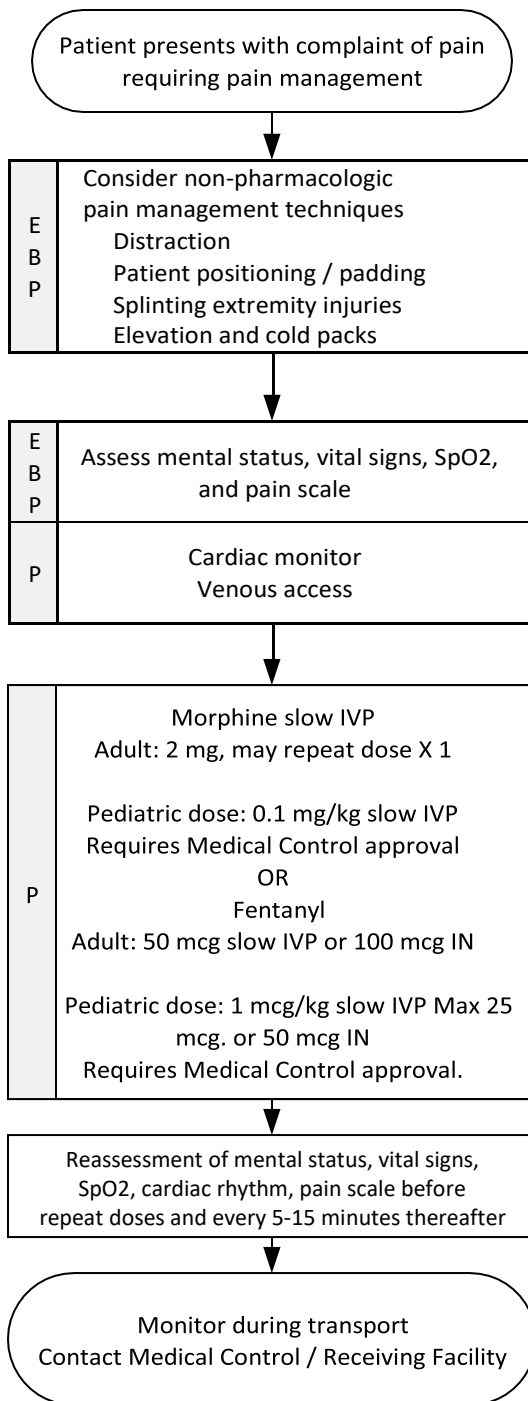 Patient presents with complaint of pain
requiring pain management
E
B
P
Consider non-pharmacologic
pain management techniques
Distraction
Patient positioning / padding
Splinting extremity injuries
Elevation and cold packs
E
B
P
Assess mental status, vital signs, SpO2,
and pain scale
P
Cardiac monitor
Venous access
P
Morphine slow IVP
Adult: 2 mg, may repeat dose X 1
Pediatric dose: 0.1 mg/kg slow IVP
Requires Medical Control approval
OR
Fentanyl
Adult: 50 mcg slow IVP or 100 mcg IN
Pediatric dose: 1 mcg/kg slow IVP Max 25
mcg. or 50 mcg IN
Requires Medical Control approval.
Reassessment of mental status, vital signs,
SpO2, cardiac rhythm, pain scale before
repeat doses and every 5-15 minutes thereafter
Monitor during transport
Contact Medical Control / Receiving Facility